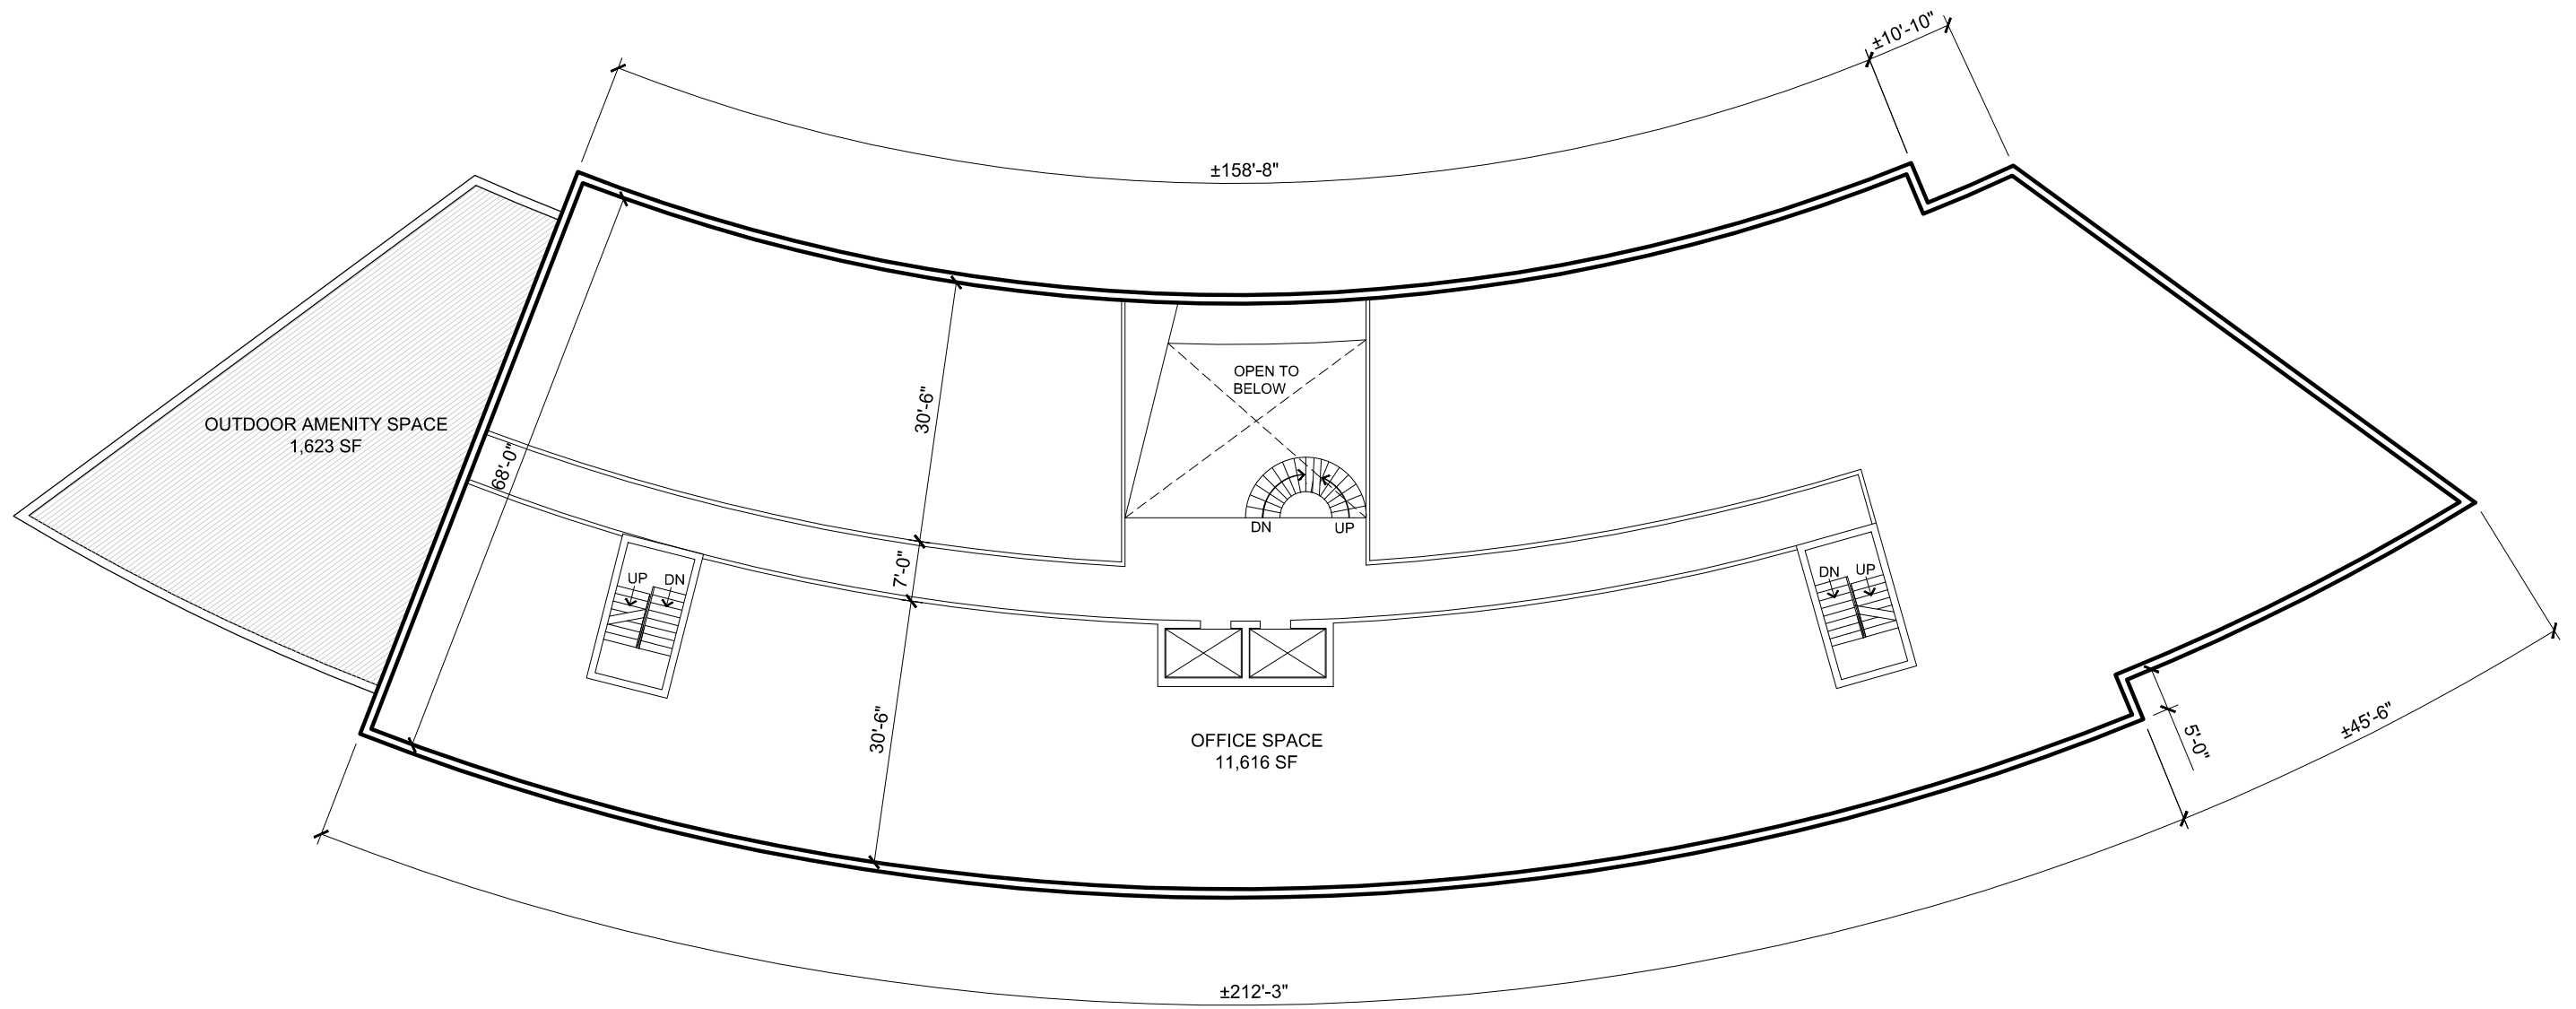 ±10'-10"
±158'-8"
OPEN TO
BELOW
30'-6"
OUTDOOR AMENITY SPACE
1,623 SF
68'-0"
DN
UP
7'-0"
UP
DN
DN
UP
30'-6"
OFFICE SPACE
11,616 SF
5'-0"
±45'-6"
±212'-3"